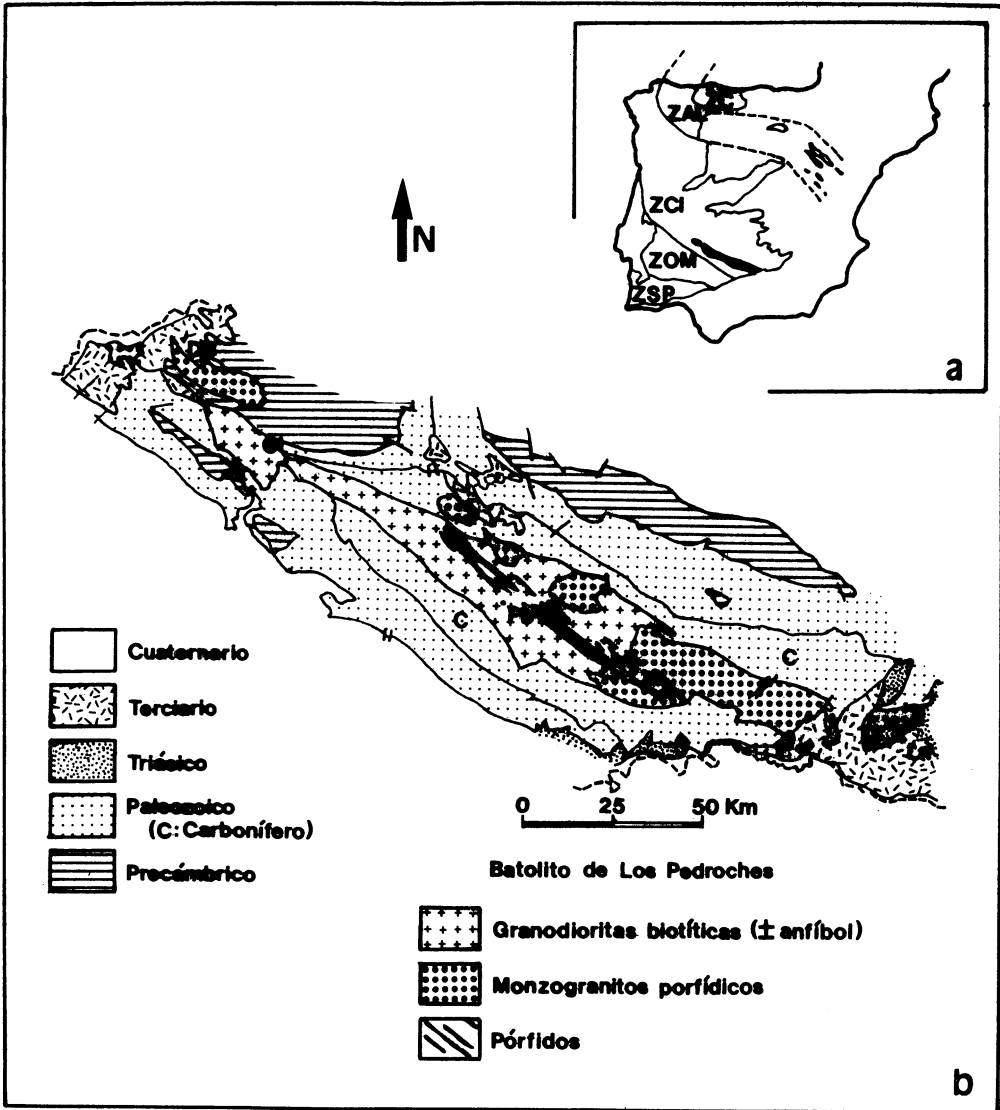 ZAL
ZCI
ZOM
ZSP
a
N
C
C
Cuaternario
Terciario
Triásico
Paleozoico
(C: Carbonífero)
Precámbrico
0 25 50 Km
Batolito de Los Pedroches
Granodioritas biotíticas (± anfíbol)
Monzogranitos porfídicos
Pórfidos
b